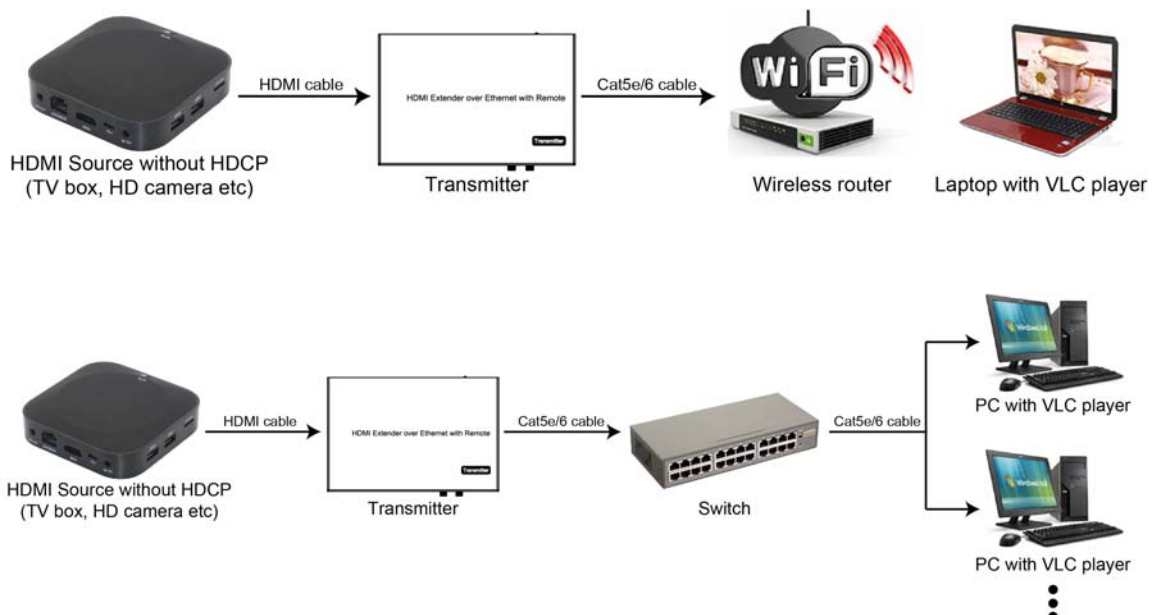 HDMI cable
HDMI Extender over Ethernet with Remote
Transmitter
Cat5e/6 cable
Wi Fi
HDMI Source without HDCP
(TV box, HD camera etc)
Transmitter
Wireless router
Laptop with VLC player
HDMI cable
HDMI Extender over Ethernet with Remote
Transmitter
Cat5e/6 cable
Cat5e/6 cable
PC with VLC player
HDMI Source without HDCP
(TV box, HD camera etc)
Transmitter
Switch
PC with VLC player